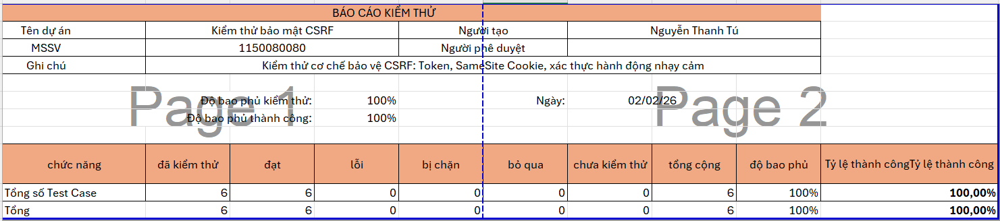 BÁO CÁO KIỂM THỬ
Tên dự án Kiểm thử bảo mật CSRF Người tạo Nguyễn Thanh Tú
MSSV 1150080080 Người phê duyệt
Ghi chú Kiểm thử cơ chế bảo vệ CSRF: Token, SameSite Cookie, xác thực hành động nhạy cảm
Page 1 Page 2
Độ bao phủ kiểm thử: 100% Ngày: 02/02/26
Độ bao phủ thành công: 100%
chức năng đã kiểm thử đạt lỗi bị chặn bỏ qua chưa kiểm thử tổng cộng độ bao phủ Tỷ lệ thành côngTỷ lệ thành công
Tổng số Test Case 6 6 0 0 0 0 6 100% 100,00%
Tổng 6 6 0 0 0 0 6 100% 100,00%